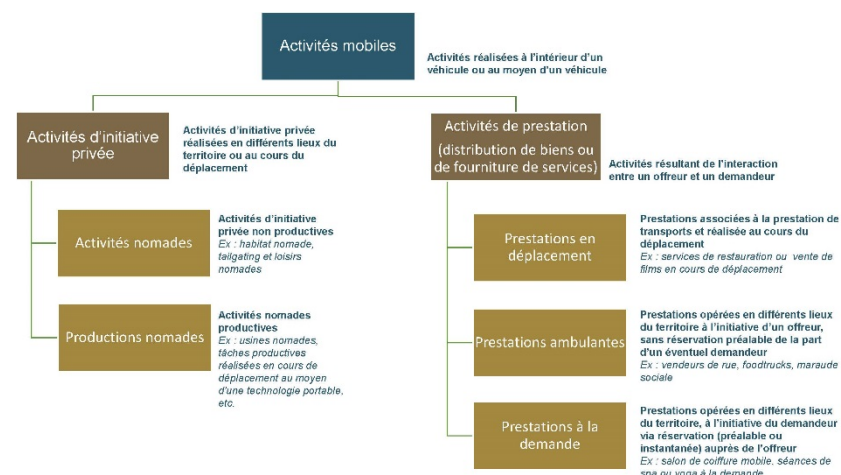 Activités mobiles
Activités réalisées à l'intérieur d'un
véhicule ou au moyen d'un véhicule
Activités d'initiative
privée
Activités d'initiative privée
réalisées en différents lieux du
territoire ou au cours du
déplacement
Activités nomades
Activités d'initiative
privée non productives
Ex : habitat nomade,
tailgating et loisirs
nomades
Productions nomades
Activités nomades
productives
Ex : usines nomades,
tâches productives
réalisées en cours de
déplacement au moyen
d'une technologie portable,
etc.
Activités de prestation
(distribution de biens ou
de fourniture de services)
Activités résultant de l'interaction
entre un offreur et un demandeur
Prestations en
déplacement
Prestations associées à la prestation de
transports et réalisée au cours du
déplacement
Ex : services de restauration ou vente de
films en cours de déplacement
Prestations ambulantes
Prestations opérées en différents lieux
du territoire à l'initiative d'un offreur,
sans réservation préalable de la part
d'un éventuel demandeur
Ex : vendeurs de rue, foodtrucks, maraude
sociale
Prestations à la
demande
Prestations opérées en différents lieux
du territoire, à l'initiative du demandeur
via réservation (préalable ou
instantanée) auprès de l'offreur
Ex : salon de coiffure mobile, séances de
spa ou yoga à la demande